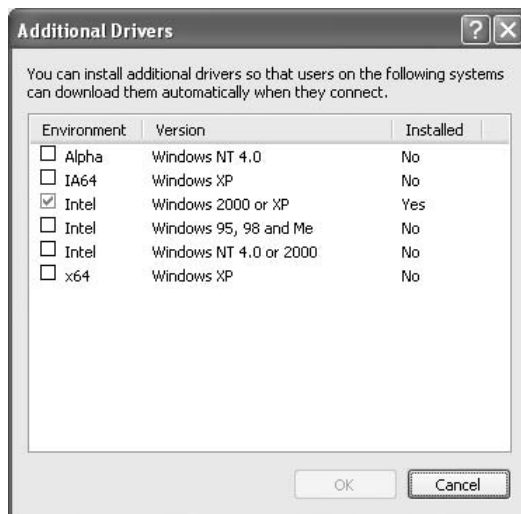 Additional Drivers
You can install additional drivers so that users on the following systems
can download them automatically when they connect.
Environment Version Installed
Alpha Windows NT 4.0 No
IA64 Windows XP No
Intel Windows 2000 or XP Yes
Intel Windows 95, 98 and Me No
Intel Windows NT 4.0 or 2000 No
x64 Windows XP No
OK Cancel